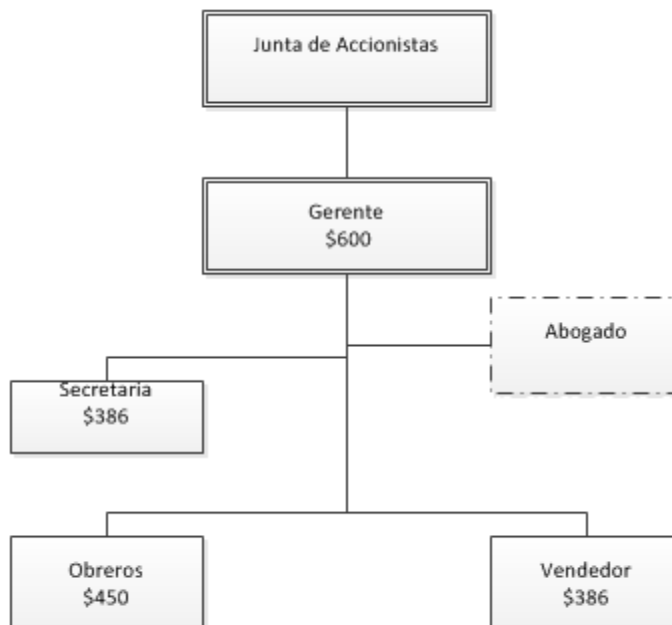 Junta de Accionistas
Gerente
$600
Abogado
Secretaria
$386
Obreros
$450
Vendedor
$386